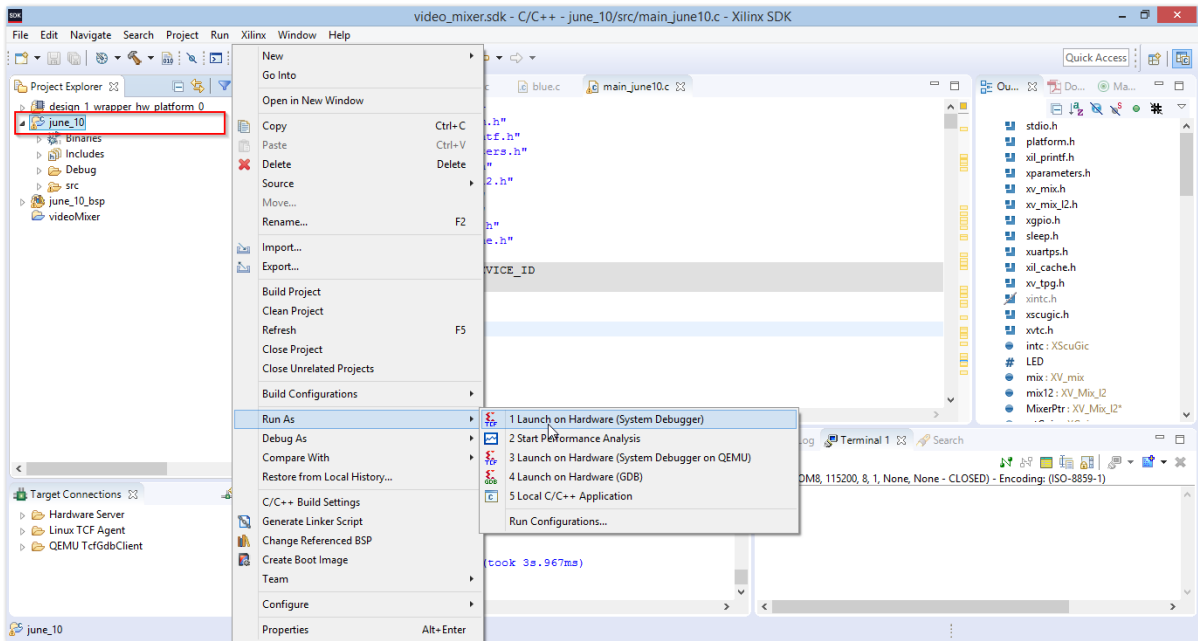 SDK
video_mixer.sdk - C/C++ - june_10/src/main_june10.c - Xilinx SDK
File Edit Navigate Search Project Run Xilinx Window Help
Quick Access
Project Explorer
design_1_wrapper_hw_platform_0
june_10
Binaries
Includes
Debug
src
june_10_bsp
videoMixer
Target Connections
Hardware Server
Linux TCF Agent
QEMU TcfGdbClient
june_10
New
Go Into
Open in New Window
Copy Ctrl+C
Paste Ctrl+V
Delete Delete
Source
Move...
Rename... F2
Import...
Export...
Build Project
Clean Project
Refresh F5
Close Project
Close Unrelated Projects
Build Configurations
Run As
Debug As
Compare With
Restore from Local History...
C/C++ Build Settings
Generate Linker Script
Change Referenced BSP
Create Boot Image
Team
Configure
Properties Alt+Enter
1 Launch on Hardware (System Debugger)
2 Start Performance Analysis
3 Launch on Hardware (System Debugger on QEMU)
4 Launch on Hardware (GDB)
5 Local C/C++ Application
Run Configurations...
c blue.c main_june10.c
.h"
tf.h"
ers.h"
"
2.h"
h"
e.h"
VICE_ID
(took 3s.967ms)
Ou... Do... Ma...
stdio.h
platform.h
xil_printf.h
xparameters.h
xv_mix.h
xv_mix_l2.h
xgpio.h
sleep.h
xuartps.h
xil_cache.h
xv_tpg.h
xintc.h
xscugic.h
xvtc.h
intc : XScuGic
LED
mix : XV_mix
mix12 : XV_Mix_l2
MixerPtr : XV_Mix_l2*
og Terminal 1 Search
OM8, 115200, 8, 1, None, None - CLOSED) - Encoding: (ISO-8859-1)